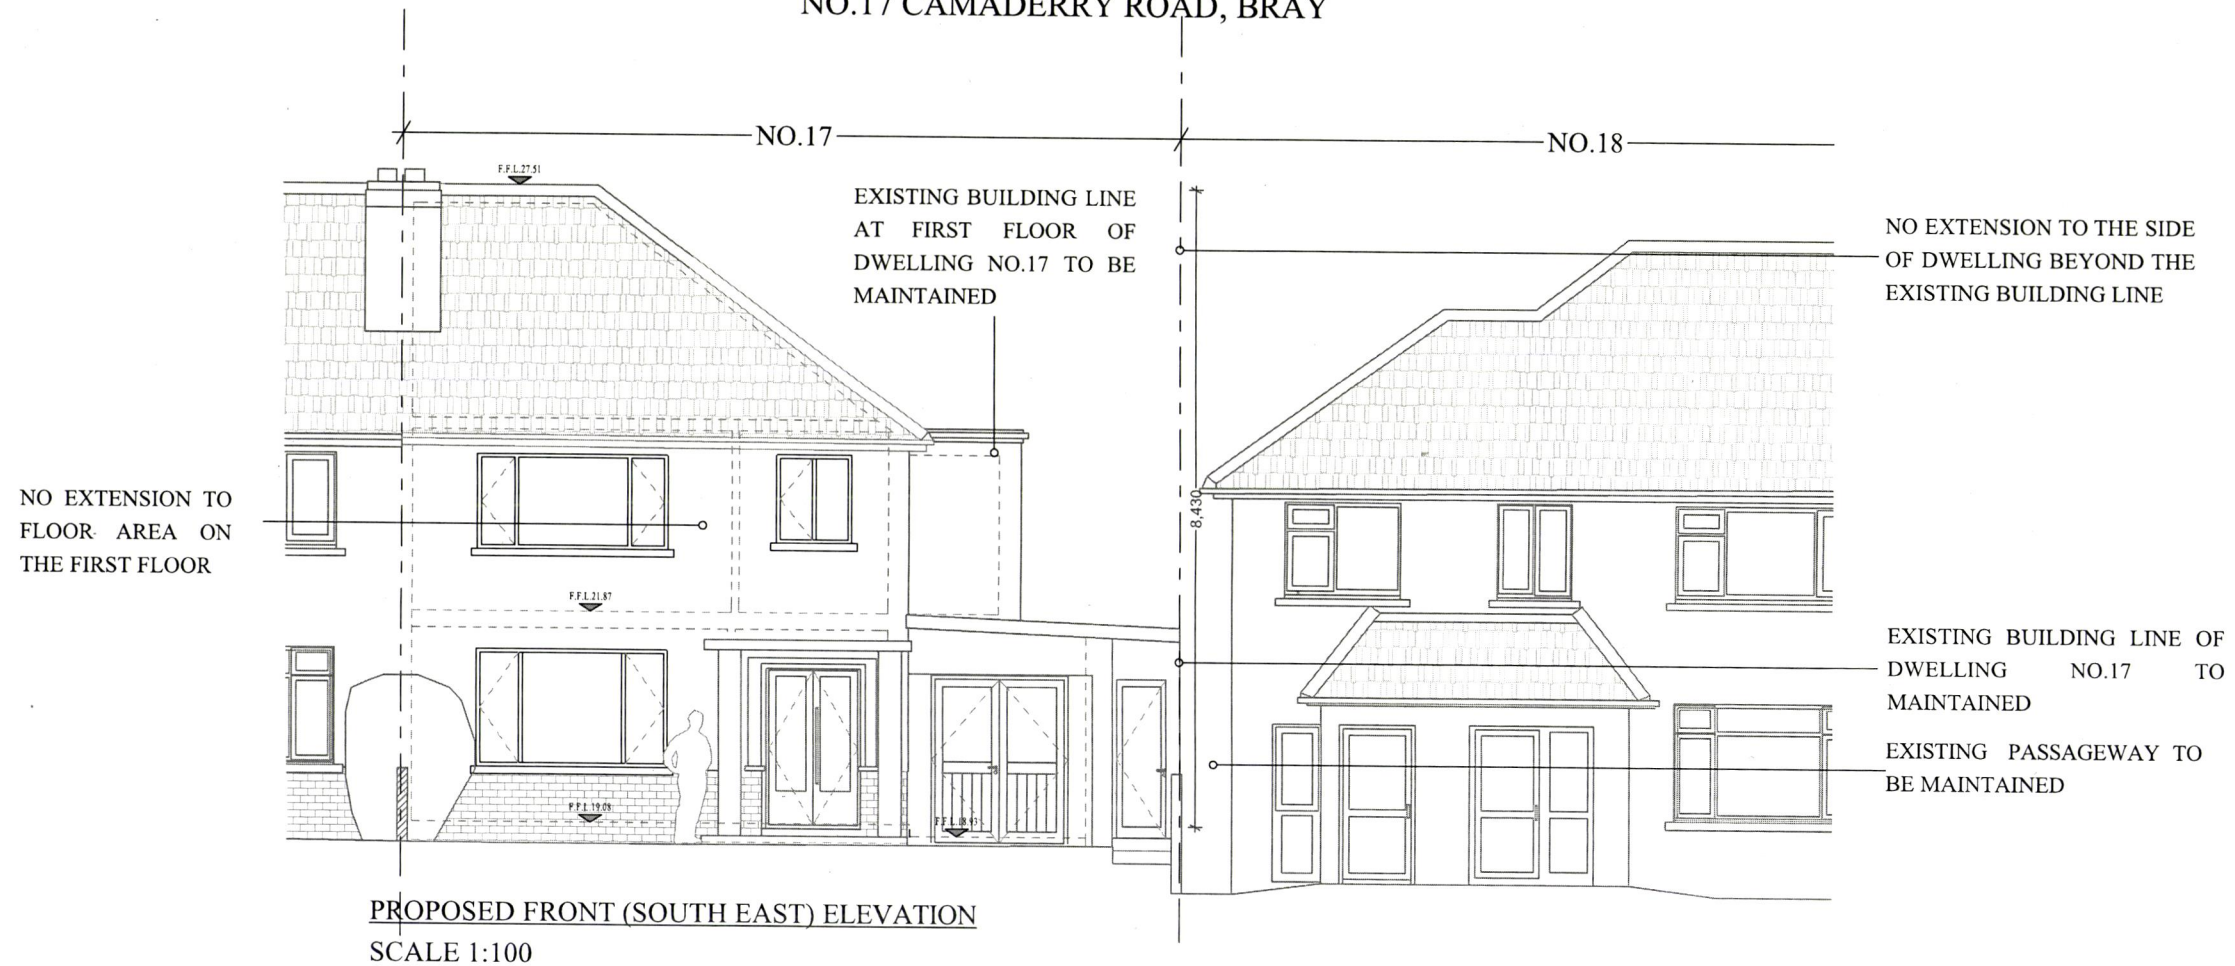 NO.17 CAMADERRY ROAD, BRAY
NO.17
NO.18
F.F.L.27.51
EXISTING BUILDING LINE
AT FIRST FLOOR OF
DWELLING NO.17 TO BE
MAINTAINED
NO EXTENSION TO THE SIDE
OF DWELLING BEYOND THE
EXISTING BUILDING LINE
NO EXTENSION TO
FLOOR AREA ON
THE FIRST FLOOR
8,430
F.F.L.21.87
EXISTING BUILDING LINE OF
DWELLING NO.17 TO
MAINTAINED
EXISTING PASSAGEWAY TO
BE MAINTAINED
F.F.L.19.08
F.F.L.18.93
PROPOSED FRONT (SOUTH EAST) ELEVATION
SCALE 1:100